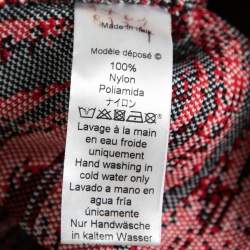 Made in Italy
Modèle déposé ©
100%
Nylon
Poliamida
ナイロン
Lavage à la main
en eau froide
uniquement
Hand washing in
cold water only
Lavado a mano en
agua fría
únicamente
Nur Handwäsche
in kaltem Wasser